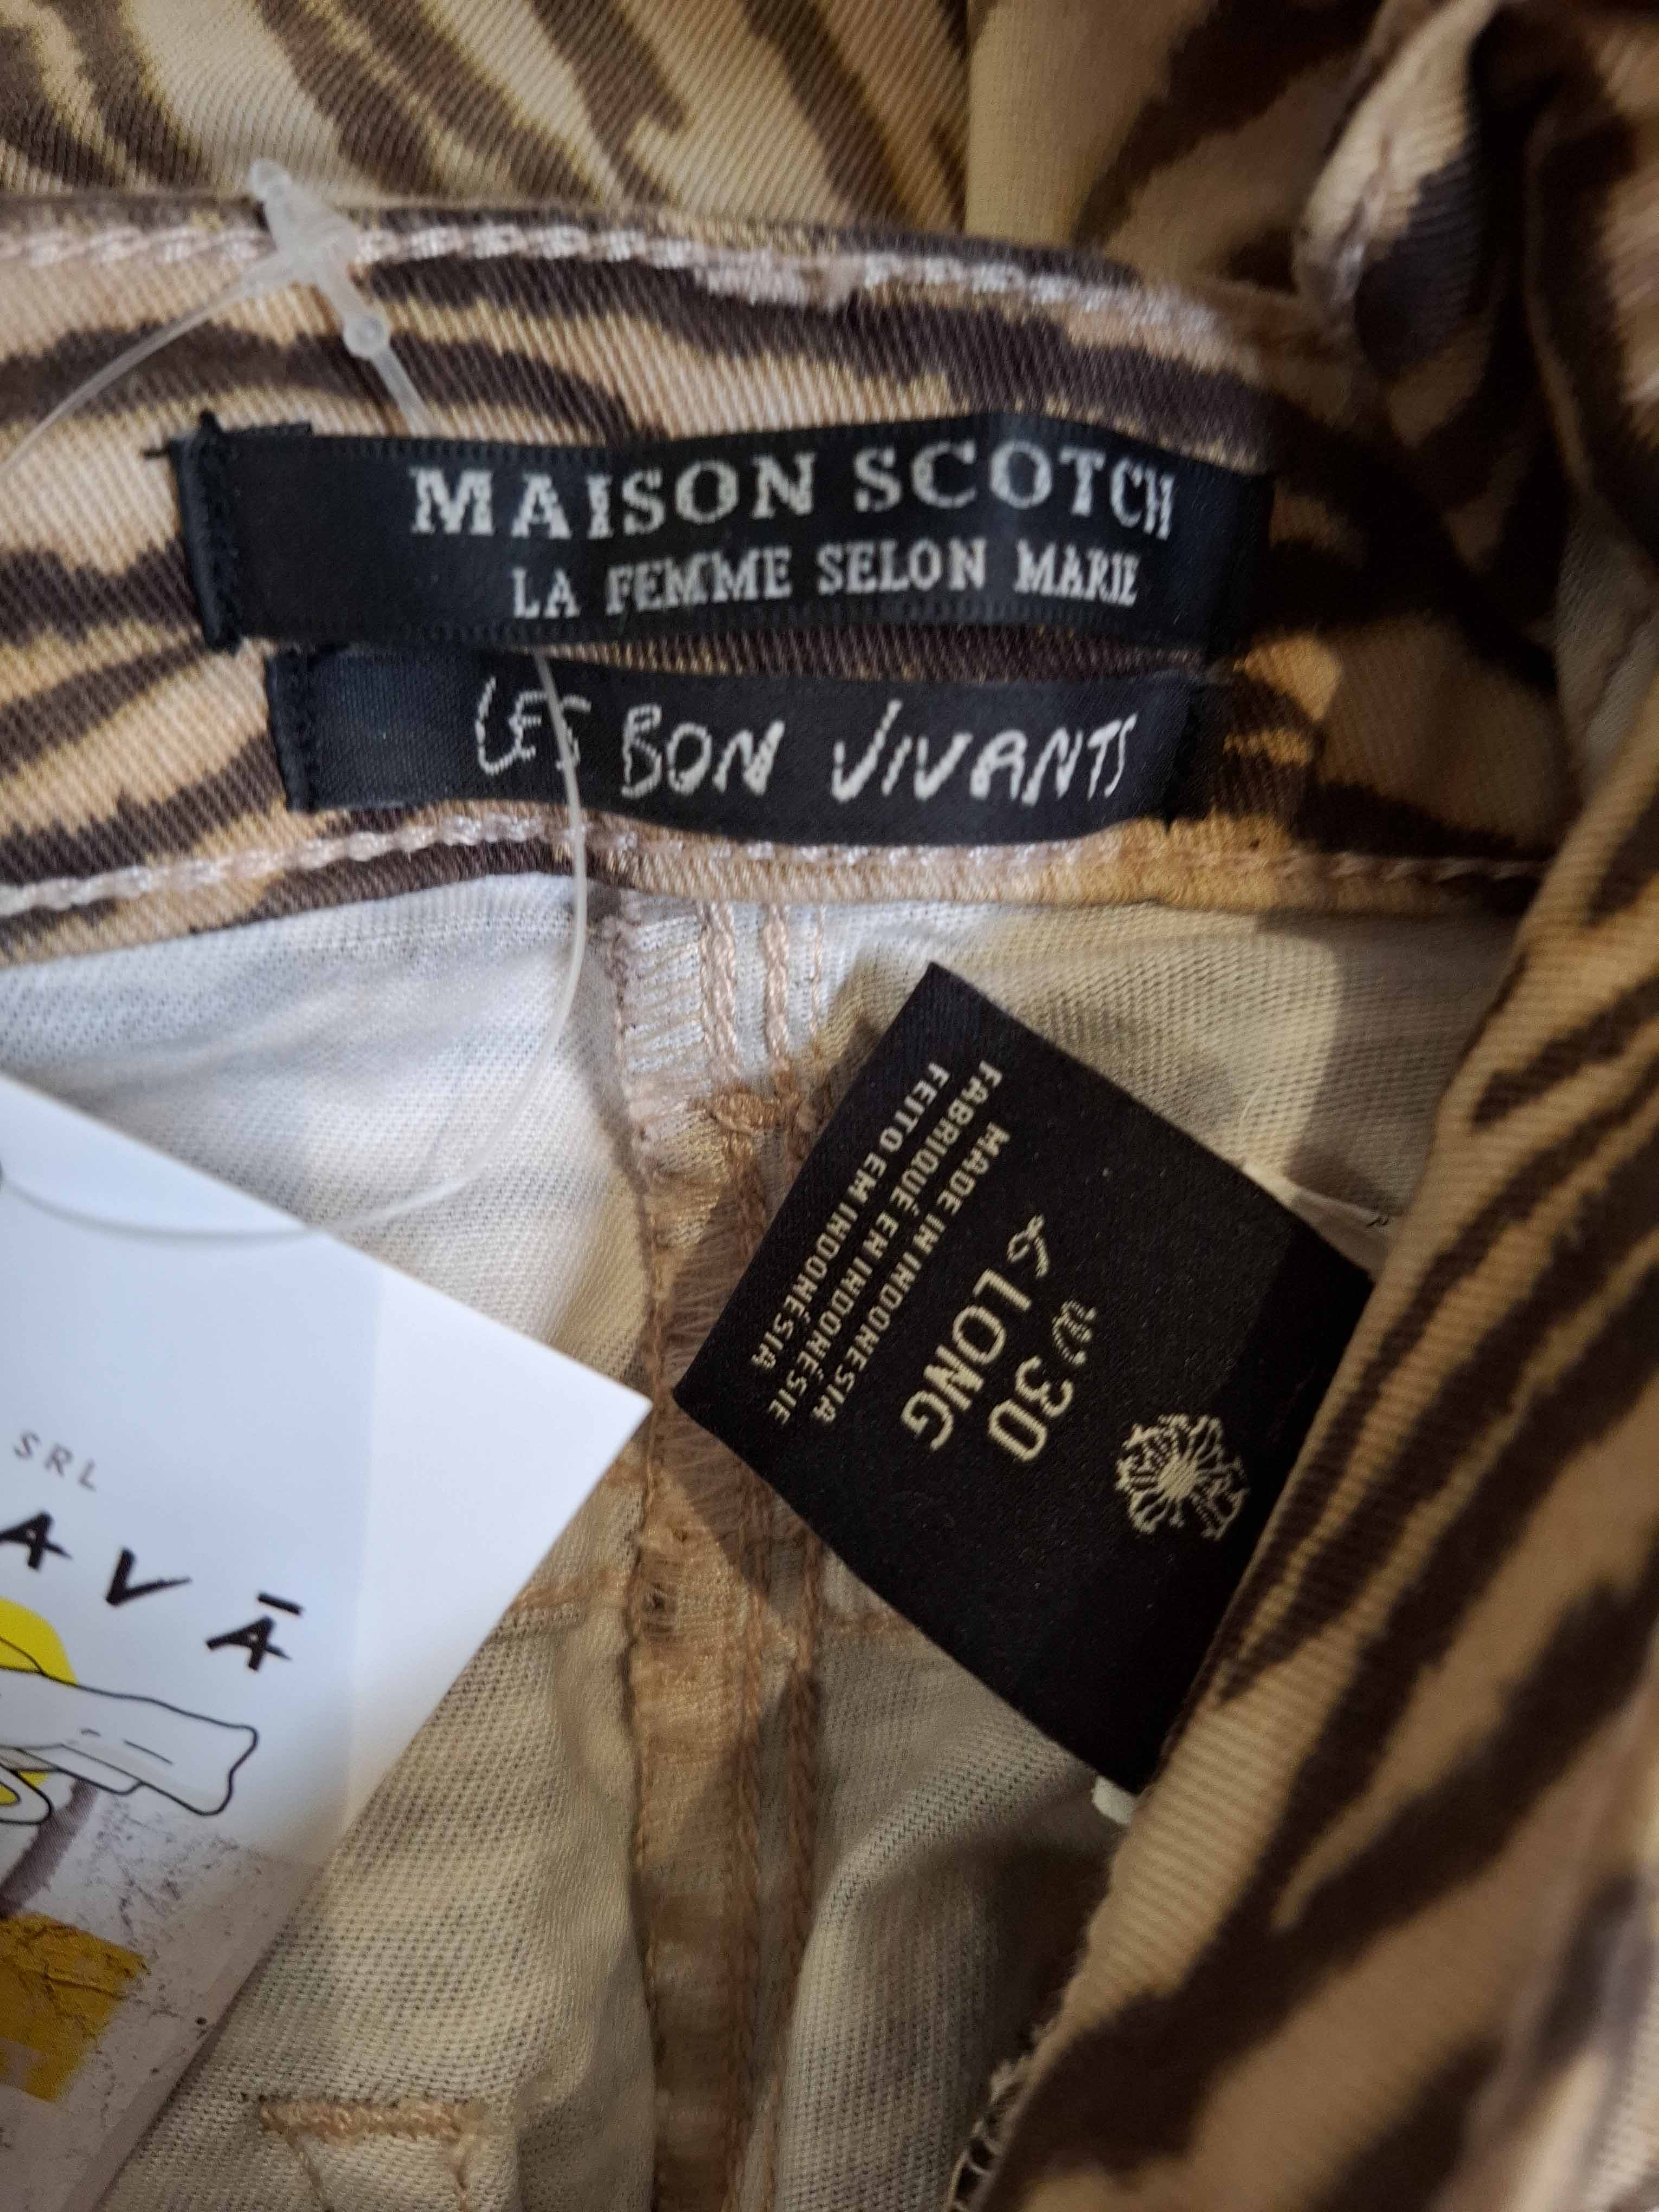 MAISON SCOTCH
LA FEMME SELON MARIE
LES BON VIVANTS
W 30
& LONG
MADE IN INDONESIA
FABRIQUÉ EN INDONÉSIE
FEITO EM INDONÉSIA
SRL
AVĀ